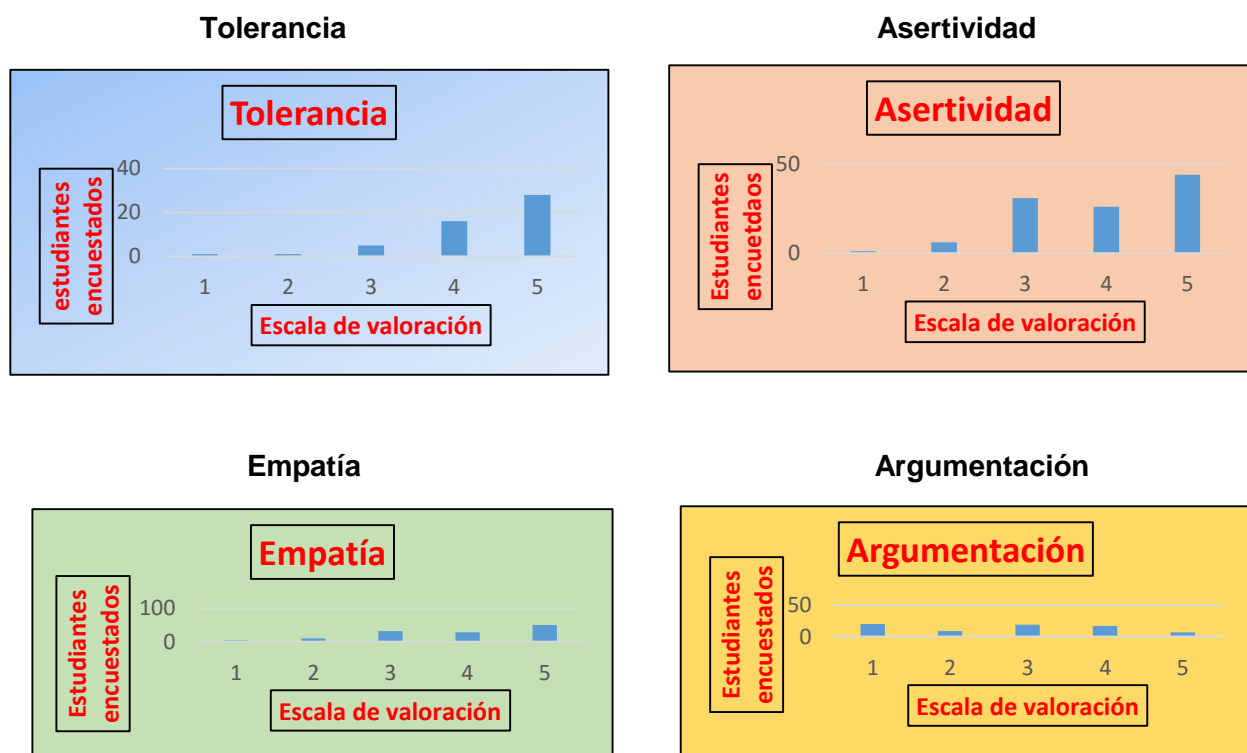 Tolerancia
Asertividad
Tolerancia
40
20
0
estudiantes
encuestados
1 2 3 4 5
Escala de valoración
Asertividad
50
0
Estudiantes
encuetdaos
1 2 3 4 5
Escala de valoración
Empatía
Argumentación
Empatía
100
0
Estudiantes
encuestados
1 2 3 4 5
Escala de valoración
Argumentación
50
0
Estudiantes
encuestados
1 2 3 4 5
Escala de valoración